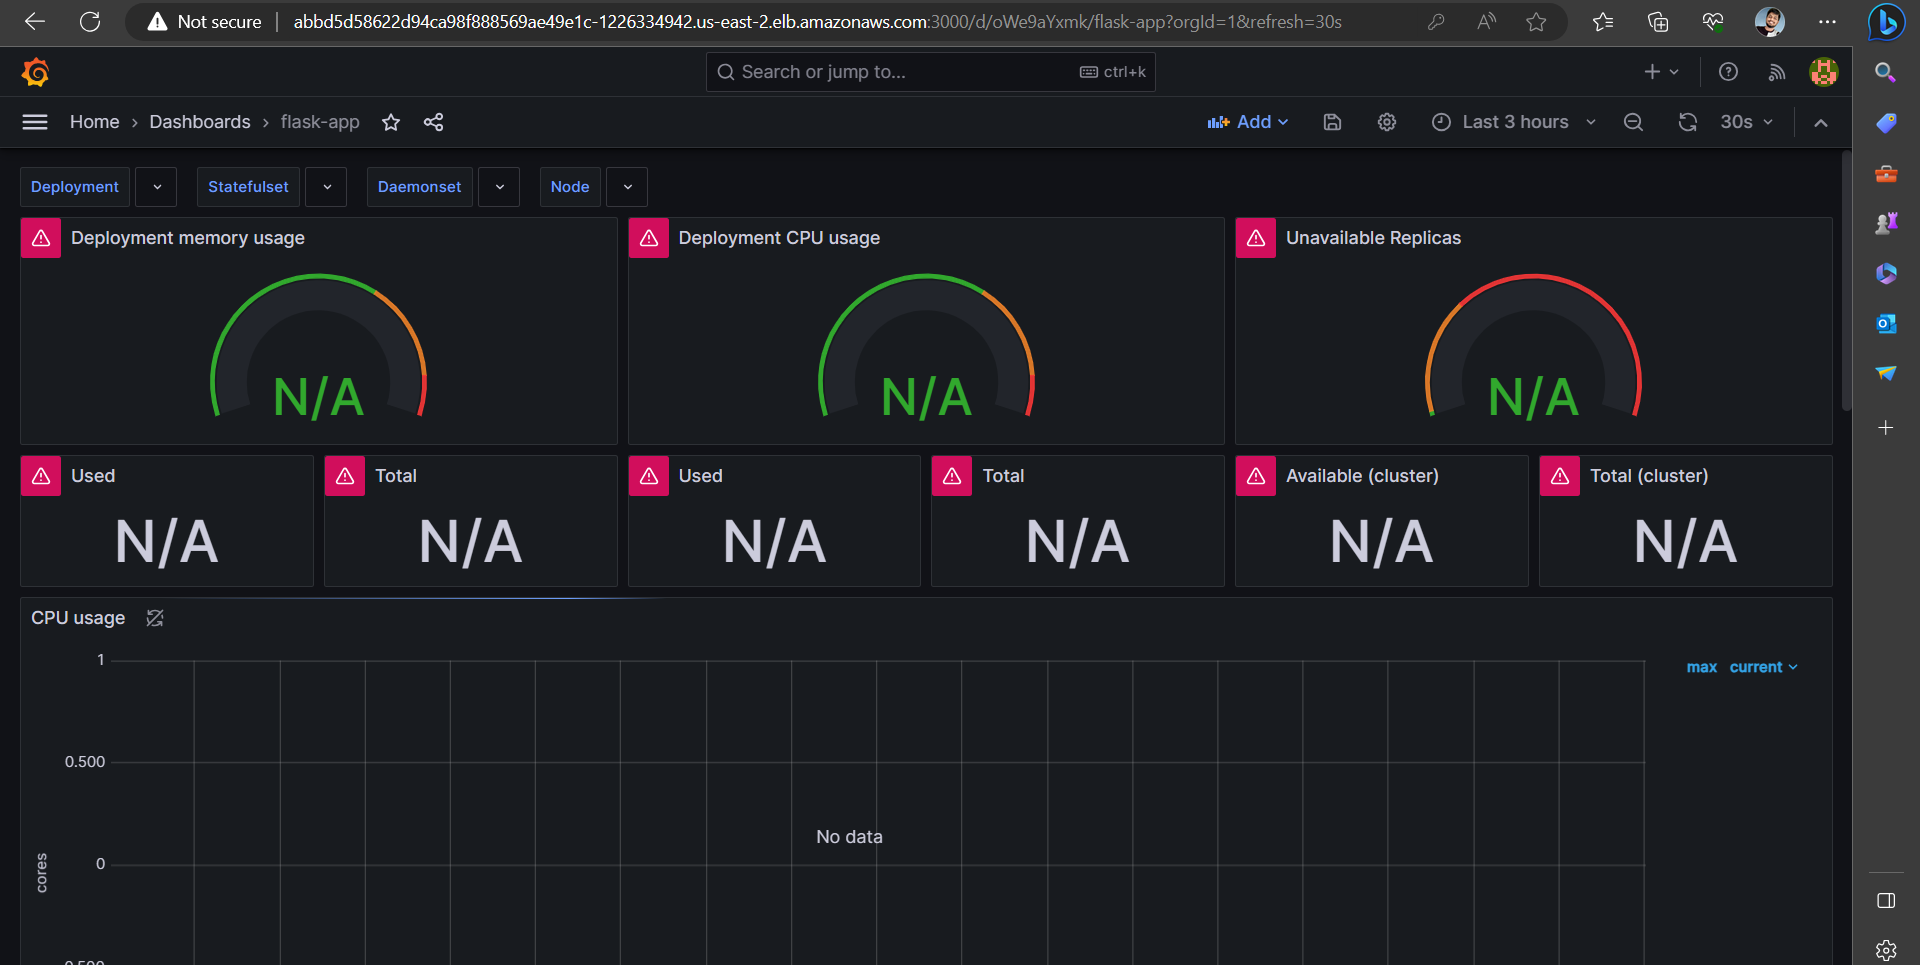 Not secure abbd5d58622d94ca98f888569ae49e1c-1226334942.us-east-2.elb.amazonaws.com:3000/d/oWe9aYxmk/flask-app?orgId=1&refresh=30s
Search or jump to... ctrl+k
Home › Dashboards › flask-app Add Last 3 hours 30s
Deployment Statefulset Daemonset Node
Deployment memory usage
N/A
Deployment CPU usage
N/A
Unavailable Replicas
N/A
Used
N/A
Total
N/A
Used
N/A
Total
N/A
Available (cluster)
N/A
Total (cluster)
N/A
CPU usage
max current
1
0.500
0
cores
No data